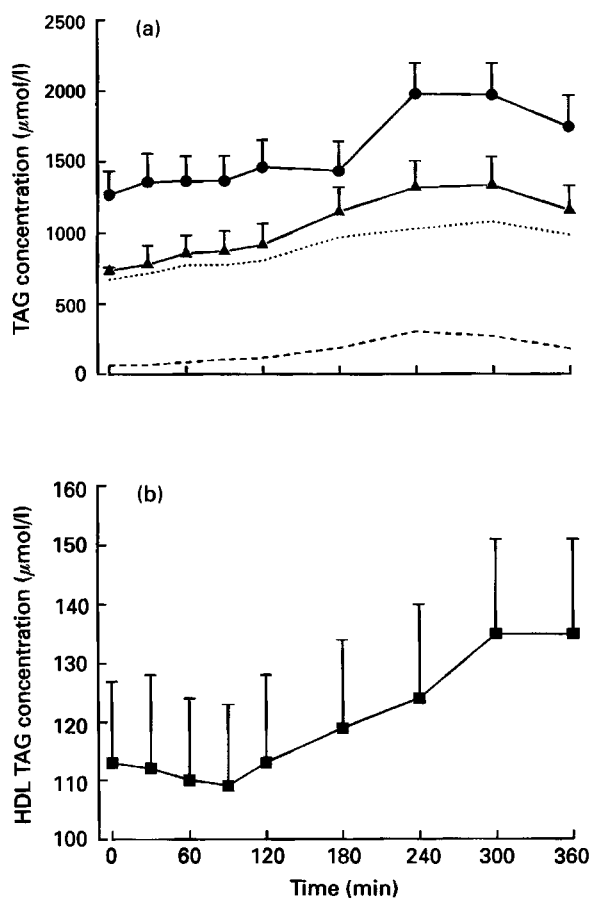 (a)
2500
2000
1500
1000
500
0
TAG concentration (μmol/l)
(b)
160
150
140
130
120
110
100
HDL TAG concentration (μmol/l)
0 60 120 180 240 300 360
Time (min)